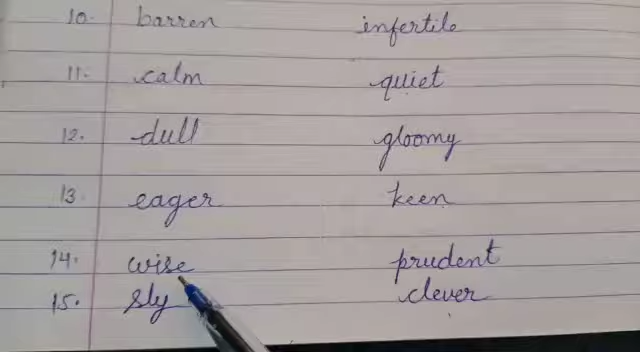 10. barren infertile
11. calm quiet
12. dull gloomy
13. eager keen
14. wise prudent
15. sly clever